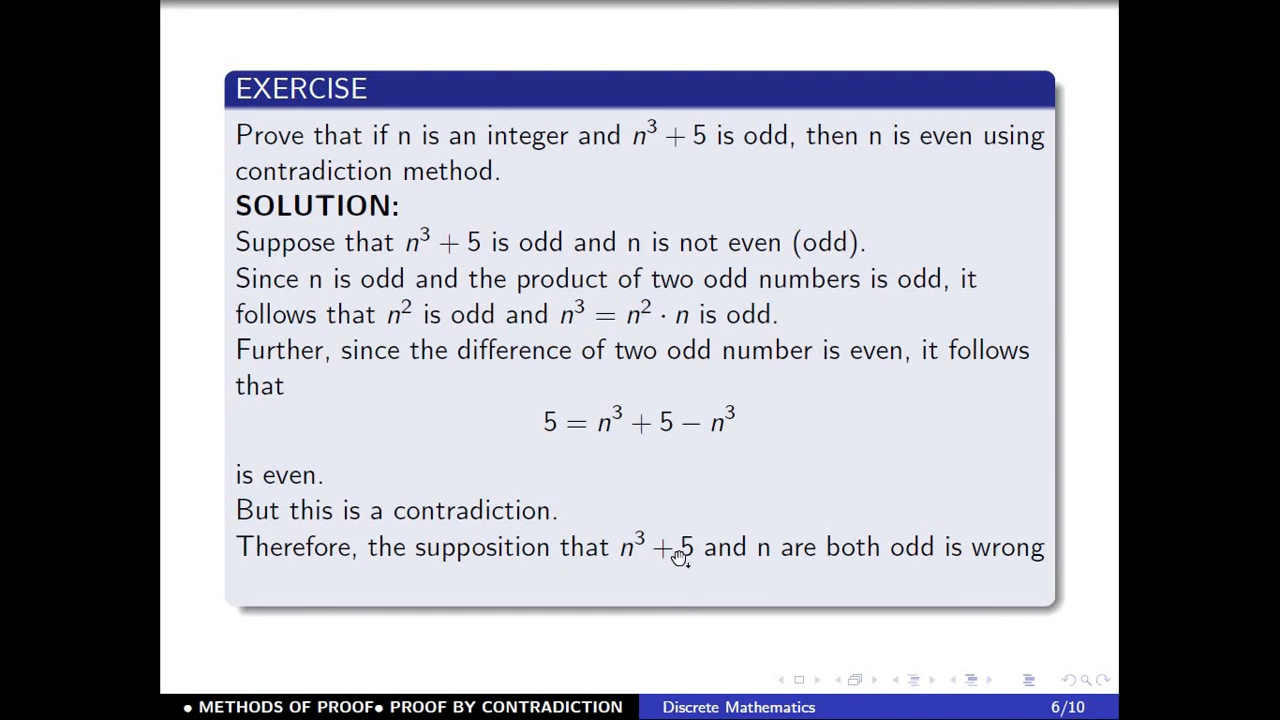 EXERCISE
Prove that if n is an integer and n³ + 5 is odd, then n is even using
contradiction method.
SOLUTION:
Suppose that n³ + 5 is odd and n is not even (odd).
Since n is odd and the product of two odd numbers is odd, it
follows that n² is odd and n³ = n² · n is odd.
Further, since the difference of two odd number is even, it follows
that
5 = n³ + 5 − n³
is even.
But this is a contradiction.
Therefore, the supposition that n³ + 5 and n are both odd is wrong
• METHODS OF PROOF• PROOF BY CONTRADICTION Discrete Mathematics 6/10